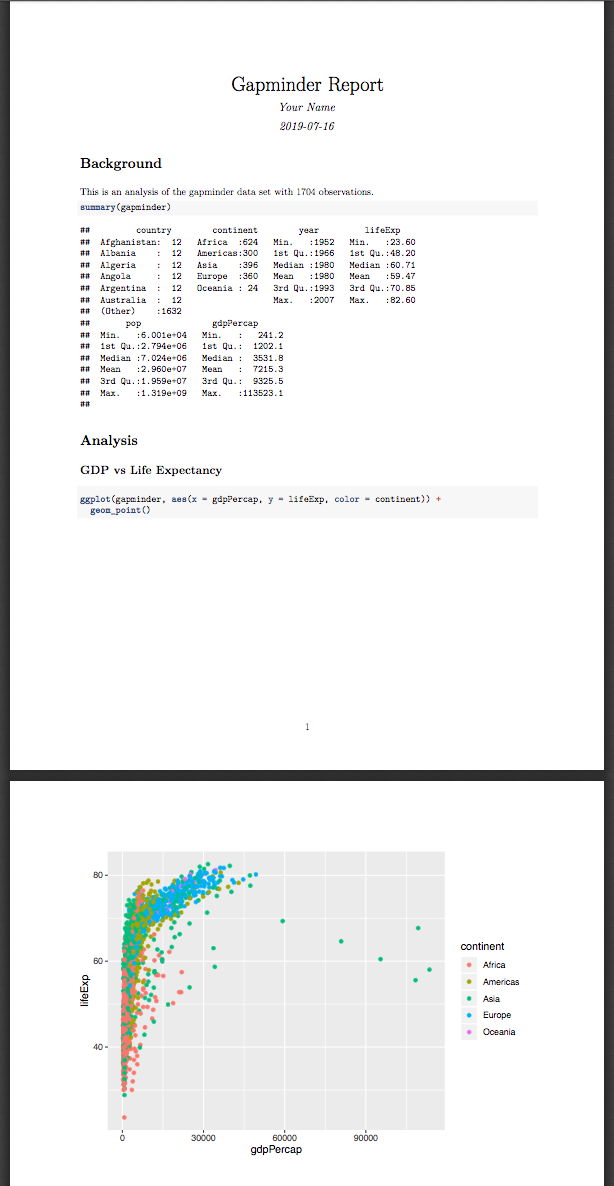 Gapminder Report
Your Name
2019-07-16
Background
This is an analysis of the gapminder data set with 1704 observations.
summary(gapminder)
##         country        continent        year         lifeExp
##  Afghanistan:  12   Africa  :624   Min.   :1952   Min.   :23.60
##  Albania    :  12   Americas:300   1st Qu.:1966   1st Qu.:48.20
##  Algeria    :  12   Asia    :396   Median :1980   Median :60.71
##  Angola     :  12   Europe  :360   Mean   :1980   Mean   :59.47
##  Argentina  :  12   Oceania : 24   3rd Qu.:1993   3rd Qu.:70.85
##  Australia  :  12                  Max.   :2007   Max.   :82.60
##  (Other)    :1632
##       pop              gdpPercap
##  Min.   :6.001e+04   Min.   :   241.2
##  1st Qu.:2.794e+06   1st Qu.:  1202.1
##  Median :7.024e+06   Median :  3531.8
##  Mean   :2.960e+07   Mean   :  7215.3
##  3rd Qu.:1.959e+07   3rd Qu.:  9325.5
##  Max.   :1.319e+09   Max.   :113523.1
##
Analysis
GDP vs Life Expectancy
ggplot(gapminder, aes(x = gdpPercap, y = lifeExp, color = continent)) +
  geom_point()
1
80
60
40
lifeExp
0 30000 60000 90000
gdpPercap
continent
Africa
Americas
Asia
Europe
Oceania